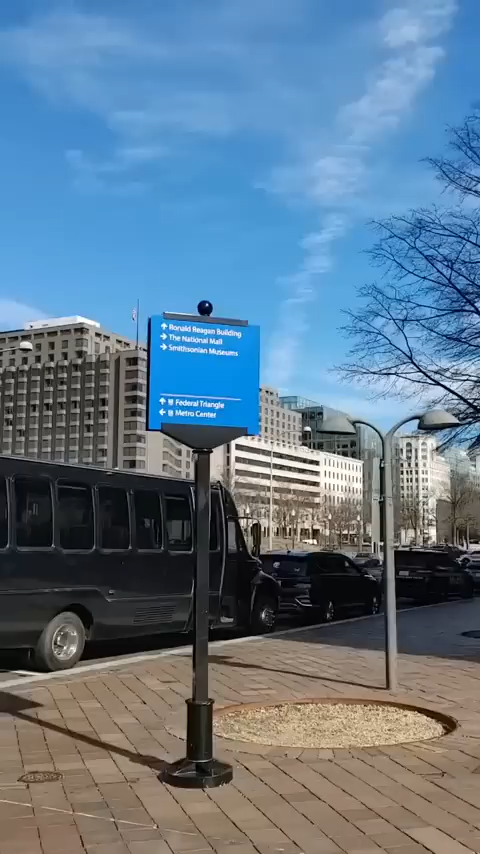 ↑ Ronald Reagan Building
→ The National Mall
→ Smithsonian Museums
← Federal Triangle
← Metro Center